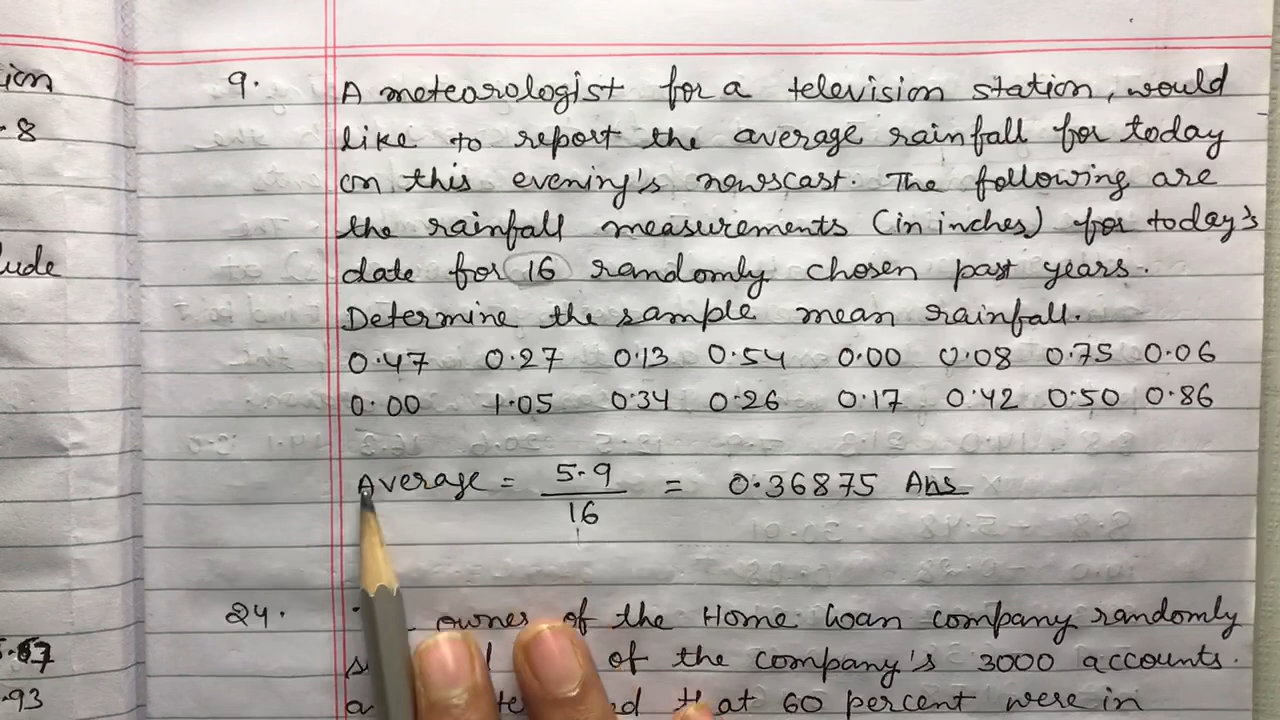 ion
.8
lude
.93
9. A meteorologist for a television station, would
like to report the average rainfall for today
on this evening's newscast. The following are
the rainfall measurements (in inches) for today's
date for 16 randomly chosen past years.
Determine the sample mean rainfall.
0.47 0.27 0.13 0.54 0.00 0.08 0.75 0.06
0.00 1.05 0.34 0.26 0.17 0.42 0.50 0.86
Average = 5.9/16 = 0.36875 Ans
24. owner of the Home Loan company randomly
of the company's 3000 accounts.
that 60 percent were in